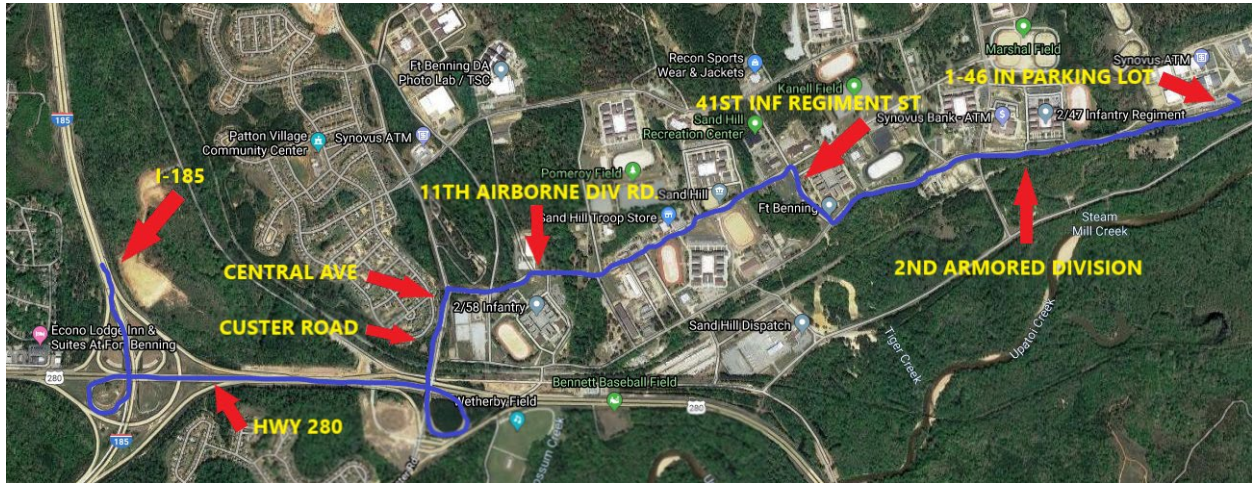 Ft Benning DA
Photo Lab / TSC
Recon Sports
Wear & Jackets
Marshal Field
Synovus ATM
1-46 IN PARKING LOT
Kanell Field
41ST INF REGIMENT ST
Sand Hill
Recreation Center
Synovus Bank - ATM
2/47 Infantry Regiment
185
Patton Village
Community Center
Synovus ATM
I-185
Pomeroy Field
11TH AIRBORNE DIV RD.
Sand Hill
Sand Hill Troop Store
Ft Benning
Steam
Mill Creek
2ND ARMORED DIVISION
CENTRAL AVE
2/58 Infantry
CUSTER ROAD
Econo Lodge Inn &
Suites At Fort Benning
Sand Hill Dispatch
Tiger Creek
Upatoi Creek
280
Bennett Baseball Field
Wetherby Field
280
HWY 280
185
ossum Creek
ter Rd